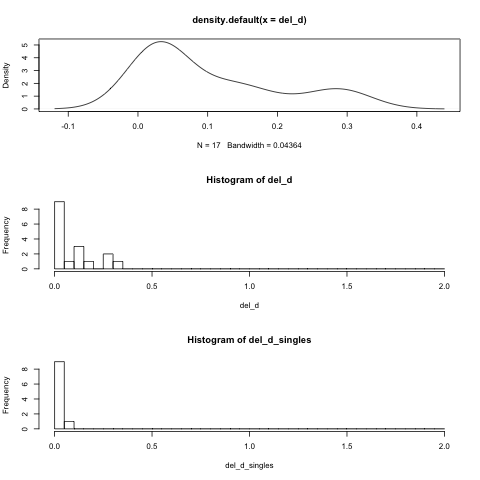 density.default(x = del_d)
Density
0 1 2 3 4 5
-0.1 0.0 0.1 0.2 0.3 0.4
N = 17 Bandwidth = 0.04364
Histogram of del_d
Frequency
0 2 4 6 8
0.0 0.5 1.0 1.5 2.0
del_d
Histogram of del_d_singles
Frequency
0 2 4 6 8
0.0 0.5 1.0 1.5 2.0
del_d_singles